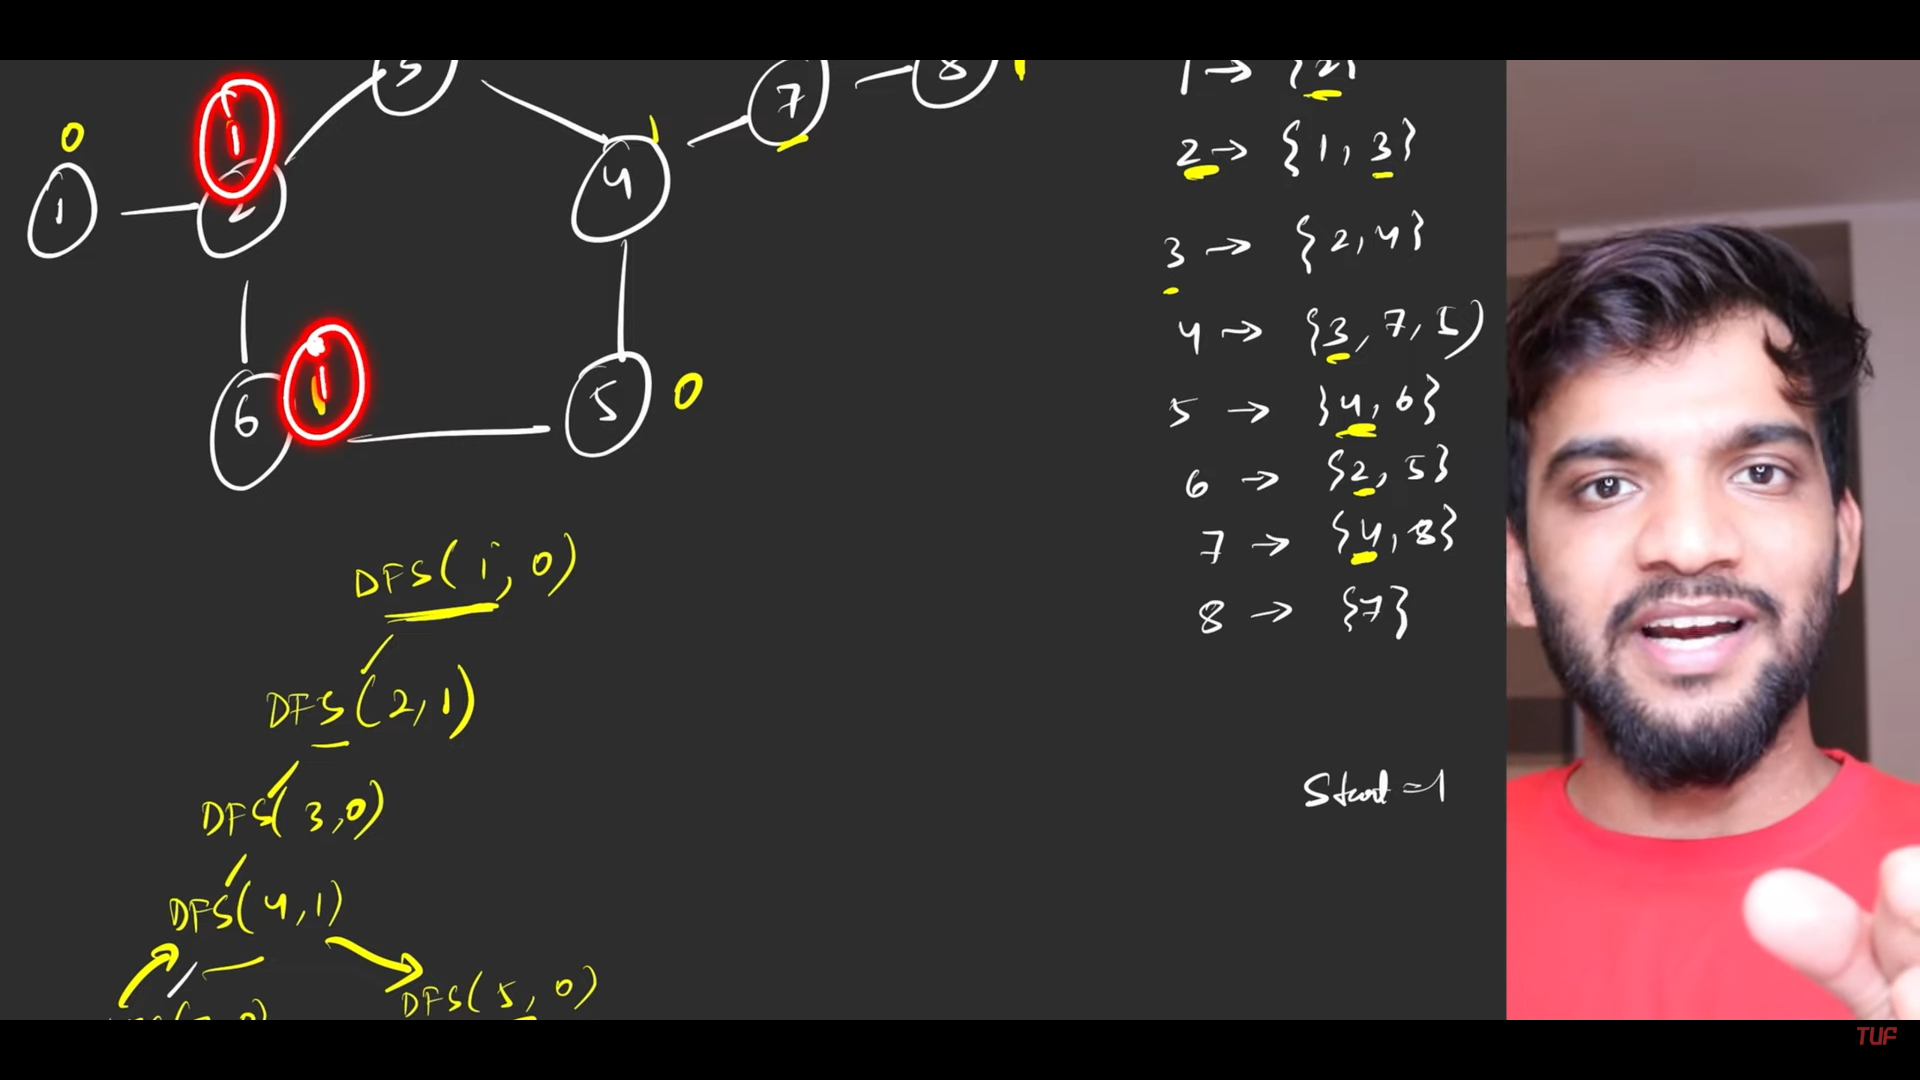 3
7
8
1
1 → {2}
0
1
1
2
1
4
2 → {1, 3}
3 → {2, 4}
4 → {3, 7, 5)
6
1
5
0
5 → }4, 6}
6 → {2, 5}
7 → {4, 8}
8 → {7}
DFS(1, 0)
DFS(2, 1)
DFS(3, 0)
Start = 1
DFS(4, 1)
DFS(5, 0)
TUF